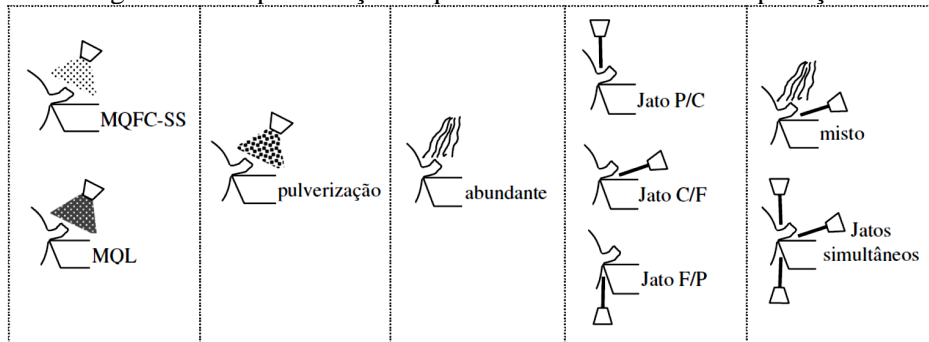 MQFC-SS
MQL
pulverização
abundante
Jato P/C
Jato C/F
Jato F/P
misto
Jatos
simultâneos